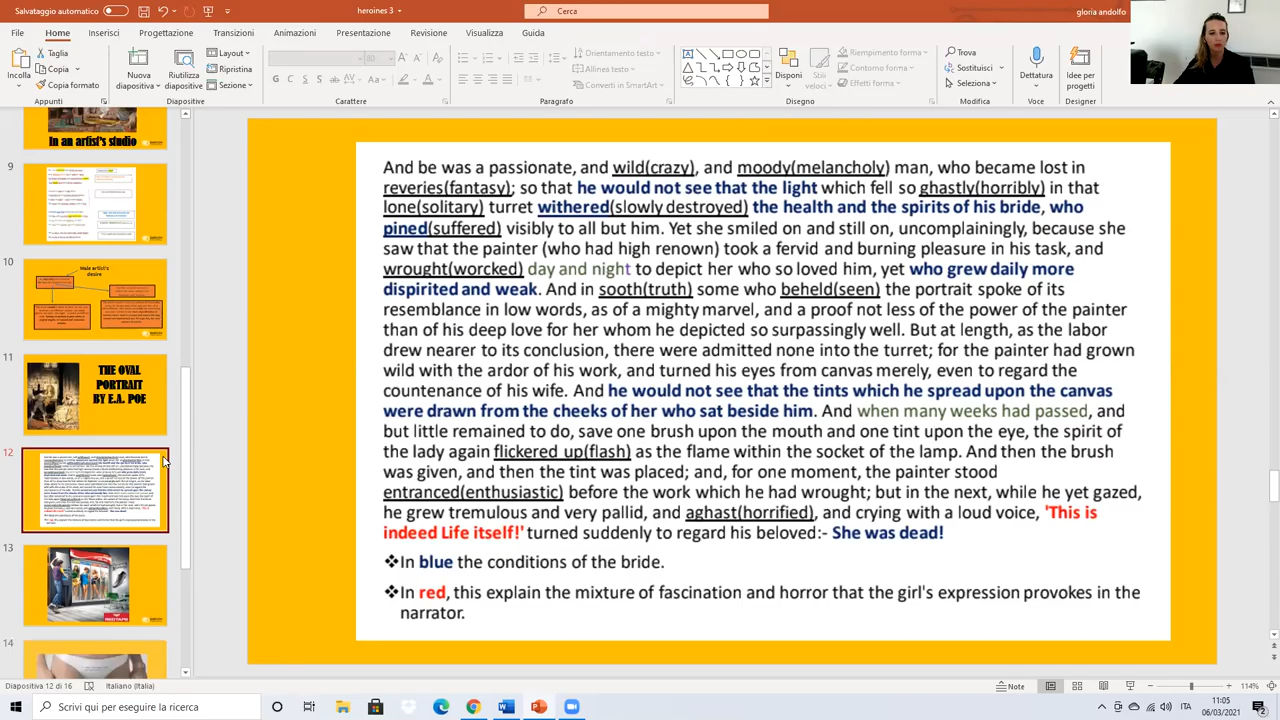 Salvataggio automatico
heroines 3
Cerca
gloria andolfo
File
Home
Inserisci
Progettazione
Transizioni
Animazioni
Presentazione
Revisione
Visualizza
Guida
Incolla
Taglia
Copia
Copia formato
Appunti
Nuova
diapositiva
Riutilizza
diapositive
Layout
Ripristina
Sezione
Diapositive
80
G C S
Carattere
Orientamento testo
Allinea testo
Converti in SmartArt
Paragrafo
Disponi
Stili
veloci
Riempimento forma
Contorno forma
Effetti forma
Disegno
Trova
Sostituisci
Seleziona
Modifica
Dettatura
Voce
Idee per
progetti
Designer
In an artist's studio
9
10
Male artist's
desire
11
THE OVAL
PORTRAIT
BY E.A. POE
12
13
14
And be was a passionate, and wild(crazy), and moody(melancholy) man, who became lost in
reveries(fantasy); so that he would not see that the light which fell so ghastly(horribly) in that
lone(solitary) turet withered(slowly destroyed) the health and the spirits of his bride, who
pined(suffered) visibly to all but him. Yet she smiled on and still on, uncomplainingly, because she
saw that the painter (who had high renown) took a fervid and burning pleasure in his task, and
wrought(worcked) day and night to depict her who so loved him, yet who grew daily more
dispirited and weak. And in sooth(truth) some who beheld(seen) the portrait spoke of its
resemblance in low words, as of a mighty marvel, and a proof not less of the power of the painter
than of his deep love for her whom he depicted so surpassingly well. But at length, as the labor
drew nearer to its conclusion, there were admitted none into the turret; for the painter had grown
wild with the ardor of his work, and turned his eyes from canvas merely, even to regard the
countenance of his wife. And he would not see that the tints which he spread upon the canvas
were drawn from the cheeks of her who sat beside him. And when many weeks had passed, and
but little remained to do, save one brush upon the mouth and one tint upon the eye, the spirit of
the lady again flickered up(flash) as the flame within the socket of the lamp. And then the brush
was given, and then the tint was placed; and, for one moment, the painter stood
entranced(enthusiastic) before the work which he had wrought; but in the next, while he yet gazed,
he grew tremulous and very pallid, and aghast(horrified), and crying with a loud voice, 'This is
indeed Life itself!' turned suddenly to regard his beloved:- She was dead!
❖In blue the conditions of the bride.
❖In red, this explain the mixture of fascination and horror that the girl's expression provokes in the
narrator.
Diapositiva 12 di 16
Italiano (Italia)
Note
114%
Scrivi qui per eseguire la ricerca
ITA
11:05
06/03/2021